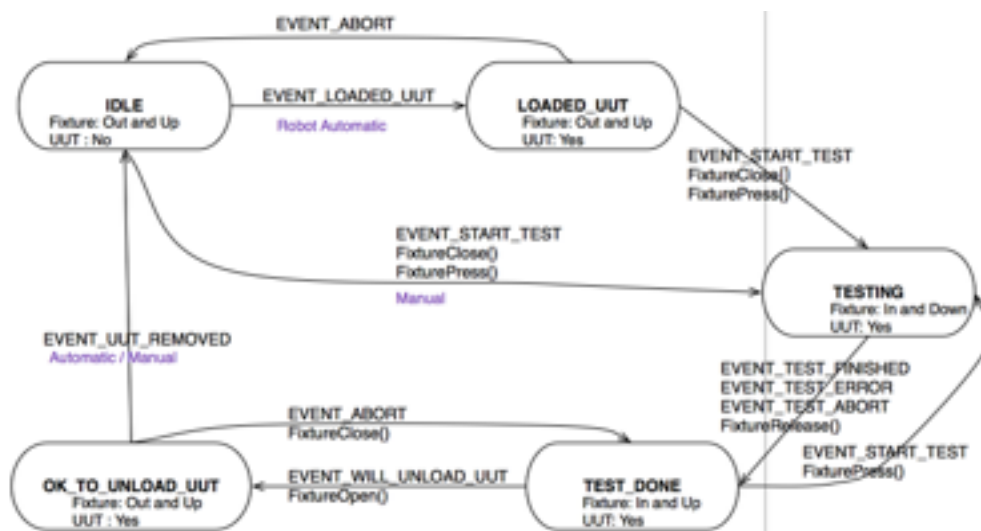 EVENT_ABORT
IDLE
Fixture: Out and Up
UUT : No
EVENT_LOADED_UUT
Robot Automatic
LOADED_UUT
Fixture: Out and Up
UUT: Yes
EVENT_START_TEST
FixtureClose()
FixturePress()
EVENT_START_TEST
FixtureClose()
FixturePress()
Manual
TESTING
Fixture: In and Down
UUT: Yes
EVENT_UUT_REMOVED
Automatic / Manual
EVENT_TEST_FINISHED
EVENT_TEST_ERROR
EVENT_TEST_ABORT
FixtureRelease()
EVENT_ABORT
FixtureClose()
EVENT_START_TEST
FixturePress()
OK_TO_UNLOAD_UUT
Fixture: Out and Up
UUT : Yes
EVENT_WILL_UNLOAD_UUT
FixtureOpen()
TEST_DONE
Fixture: In and Up
UUT: Yes